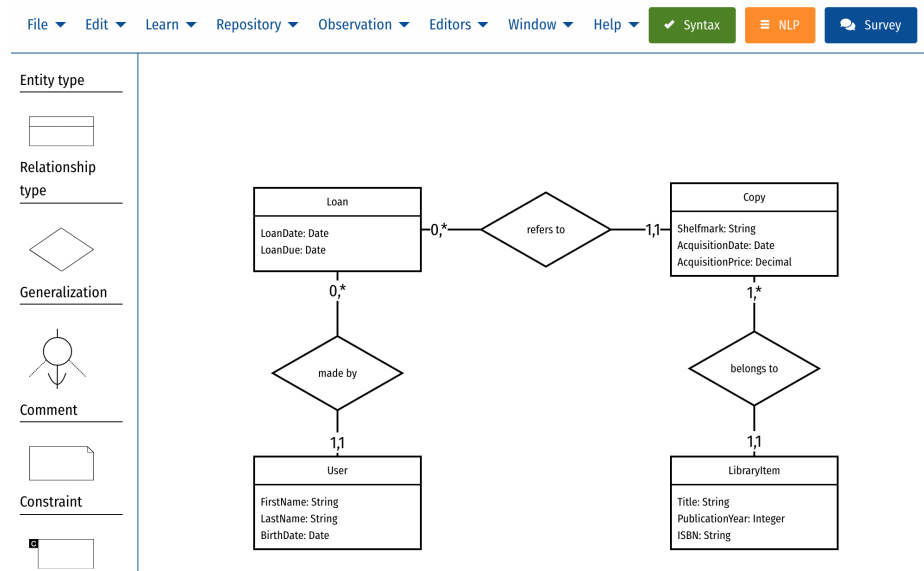 File Edit Learn Repository Observation Editors Window Help Syntax NLP Survey
Entity type
Relationship
type
Generalization
Comment
Constraint
C
Loan
LoanDate: Date
LoanDue: Date
0,*
refers to
1,1
Copy
Shelfmark: String
AcquisitionDate: Date
AcquisitionPrice: Decimal
0,*
made by
1,1
1,*
belongs to
1,1
User
FirstName: String
LastName: String
BirthDate: Date
LibraryItem
Title: String
PublicationYear: Integer
ISBN: String